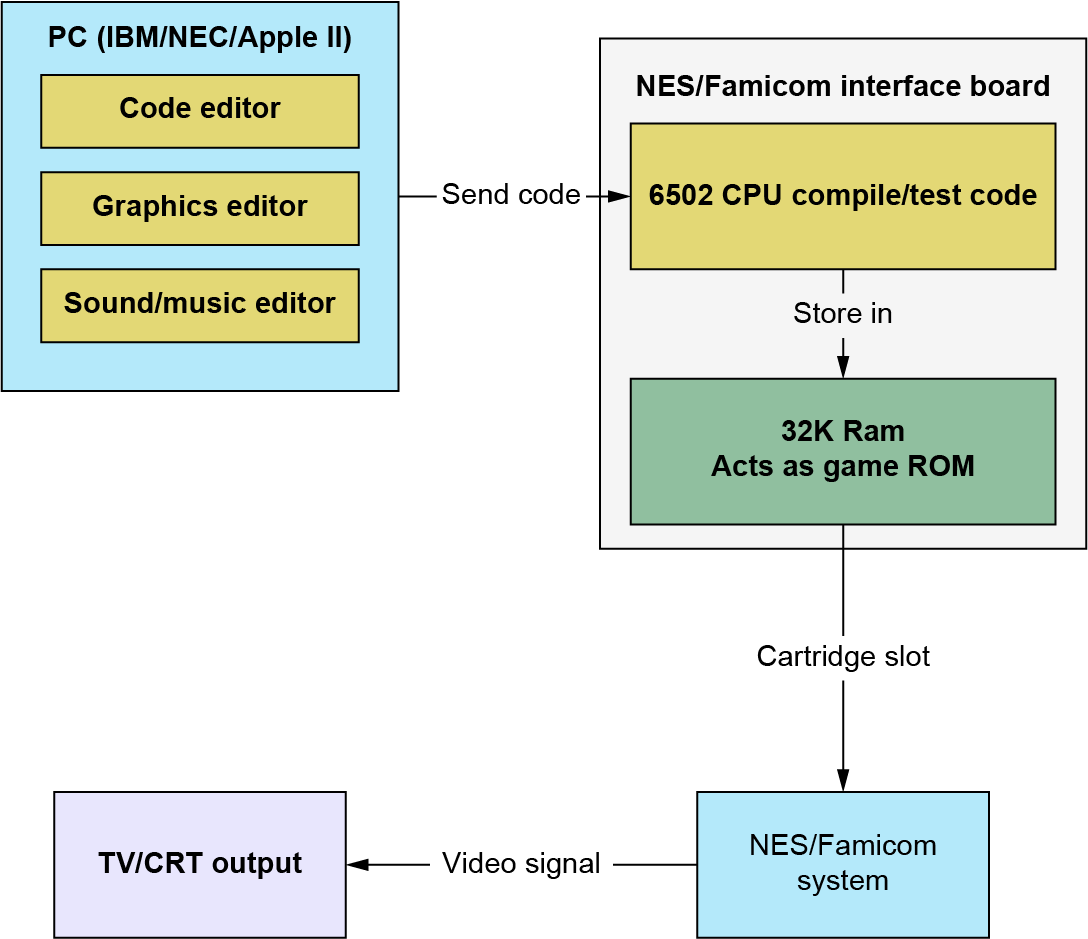 PC (IBM/NEC/Apple II)
Code editor
Graphics editor
Sound/music editor
Send code
NES/Famicom interface board
6502 CPU compile/test code
Store in
32K Ram
Acts as game ROM
Cartridge slot
NES/Famicom
system
Video signal
TV/CRT output